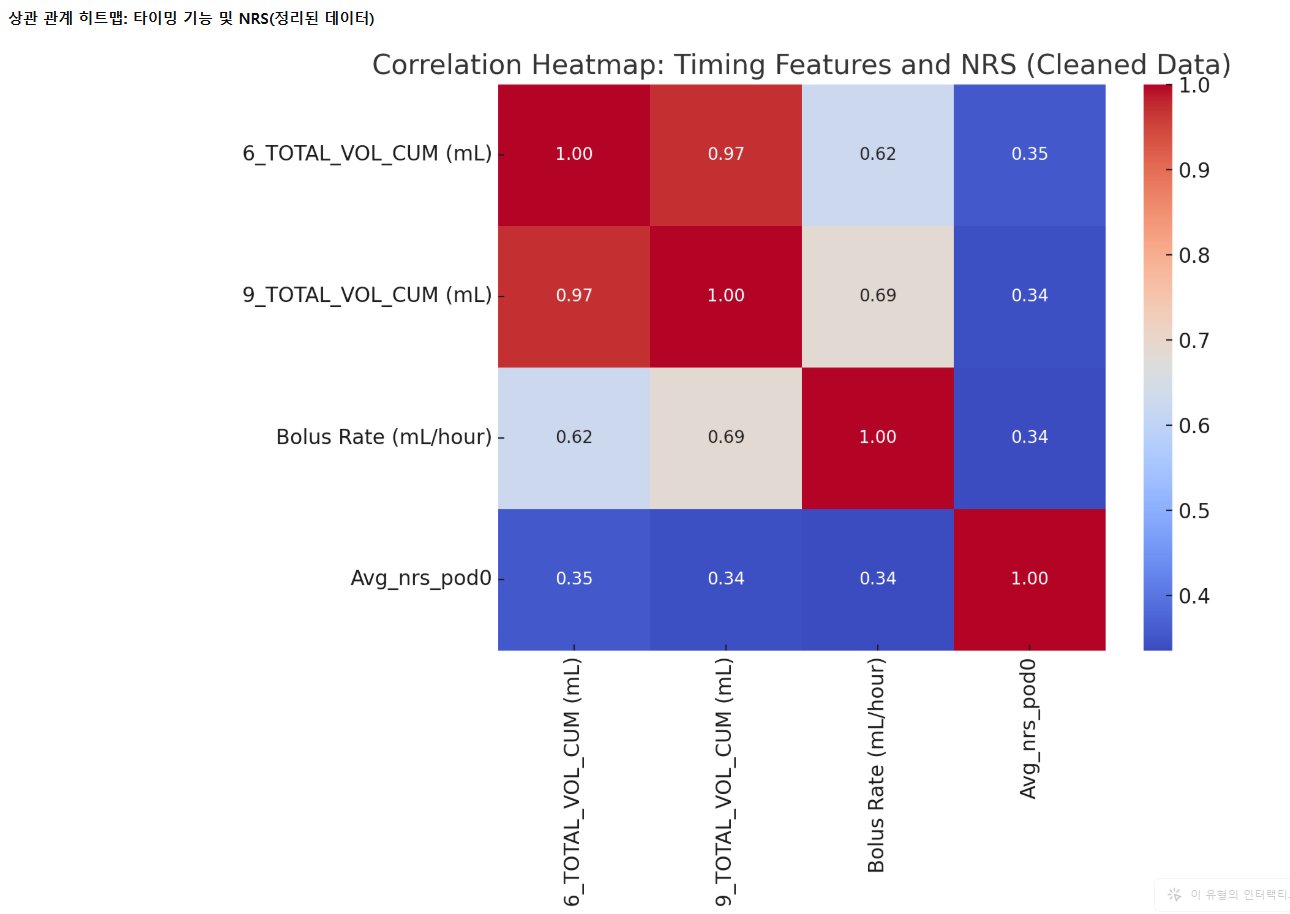 상관 관계 히트맵: 타이밍 기능 및 NRS(정리된 데이터)
Correlation Heatmap: Timing Features and NRS (Cleaned Data)
6_TOTAL_VOL_CUM (mL) 1.00 0.97 0.62 0.35
9_TOTAL_VOL_CUM (mL) 0.97 1.00 0.69 0.34
Bolus Rate (mL/hour) 0.62 0.69 1.00 0.34
Avg_nrs_pod0 0.35 0.34 0.34 1.00
6_TOTAL_VOL_CUM (mL)
9_TOTAL_VOL_CUM (mL)
Bolus Rate (mL/hour)
Avg_nrs_pod0
1.0
0.9
0.8
0.7
0.6
0.5
0.4
이 유형의 인터랙티